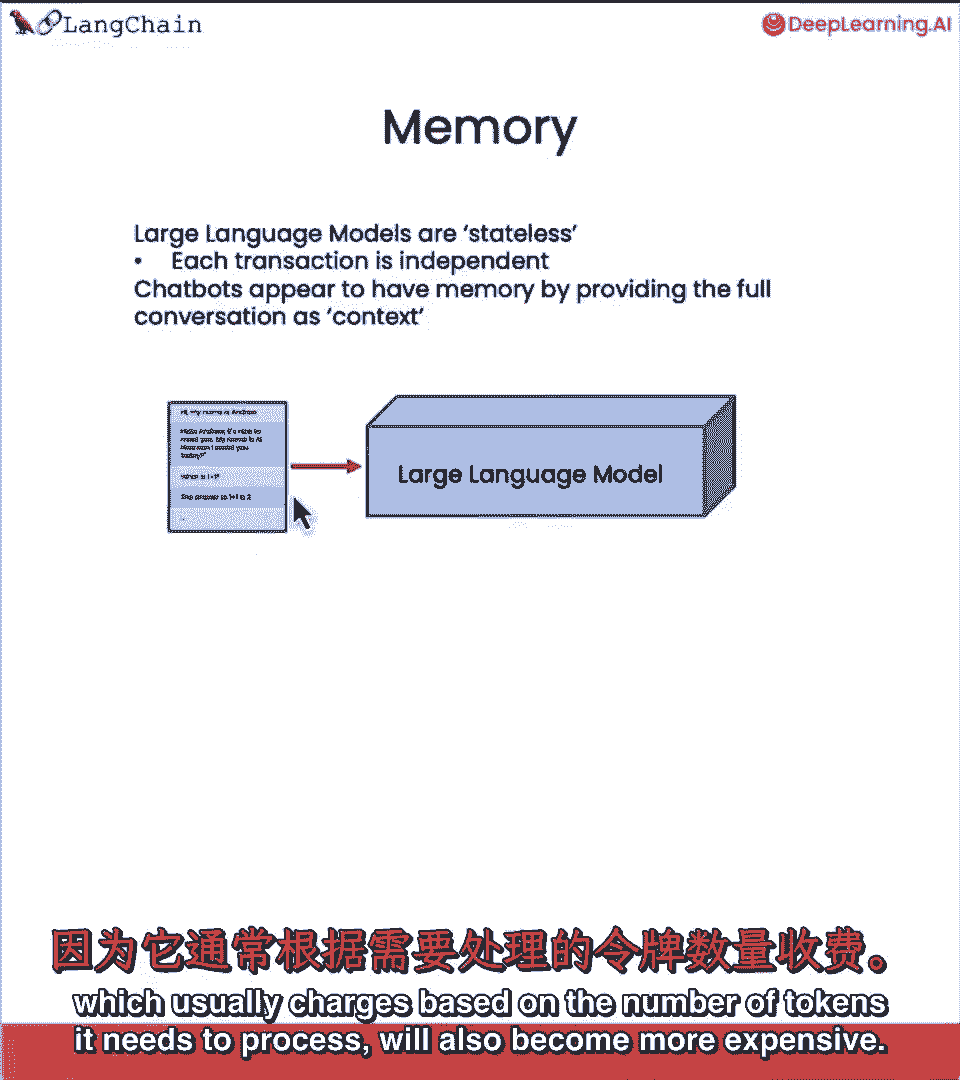 LangChain
DeepLearning.AI
Memory
Large Language Models are ‘stateless’
• Each transaction is independent
Chatbots appear to have memory by providing the full
conversation as ‘context’
Hi, my name is Andrew
Hello Andrew, it's nice to
meet you. My name is AI.
How can I assist you
today?"
What is 1+1?
The answer to 1+1 is 2
Large Language Model
因为它通常根据需要处理的令牌数量收费。
which usually charges based on the number of tokens
it needs to process, will also become more expensive.